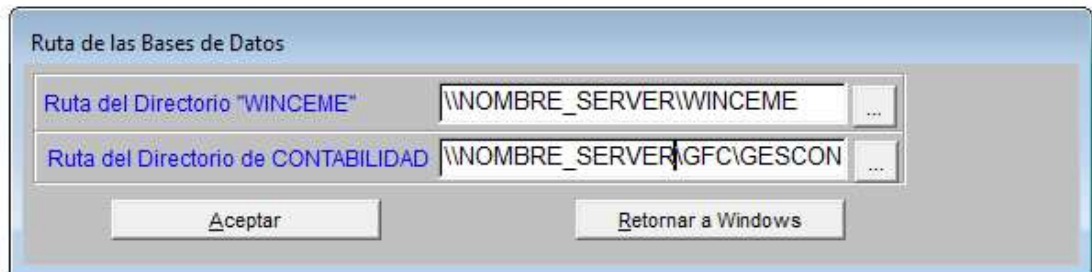 Ruta de las Bases de Datos
Ruta del Directorio "WINCEME" \\NOMBRE_SERVER\WINCEME ...
Ruta del Directorio de CONTABILIDAD \\NOMBRE_SERVER\GFC\GESCON ...
Aceptar Retornar a Windows